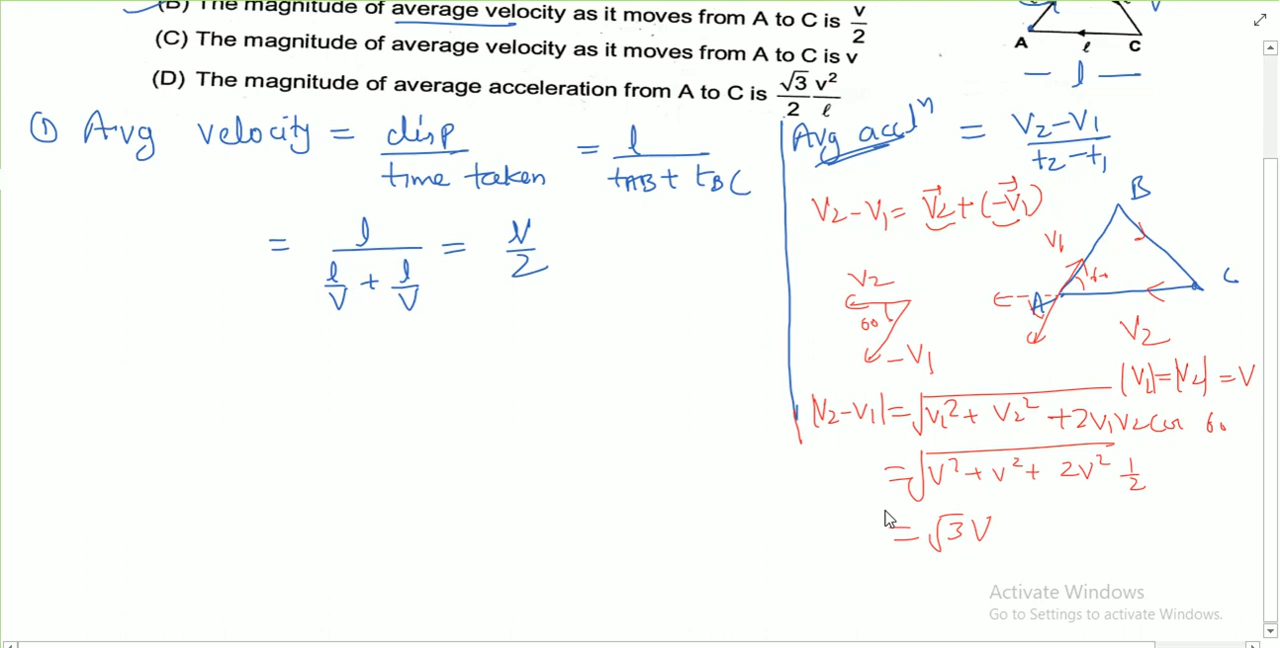 (B) The magnitude of average velocity as it moves from A to C is v/2
(C) The magnitude of average velocity as it moves from A to C is v
(D) The magnitude of average acceleration from A to C is √3/2 v²/ℓ
A ℓ C
v
— l —
① Avg velocity = disp/time taken = l/(tAB + tBC)
= l/(l/V + l/V) = V/2
Avg accl^n = (V2 – V1)/(t2 – t1)
V2 – V1 = V⃗2 + (–V⃗1)
B
V1
60
A
C
V2
V2
60
–V1
|V1| = |V2| = V
|V2 – V1| = √(V1² + V2² + 2V1V2 cos 60
= √(V² + V² + 2V² 1/2
= √3 V
Activate Windows
Go to Settings to activate Windows.